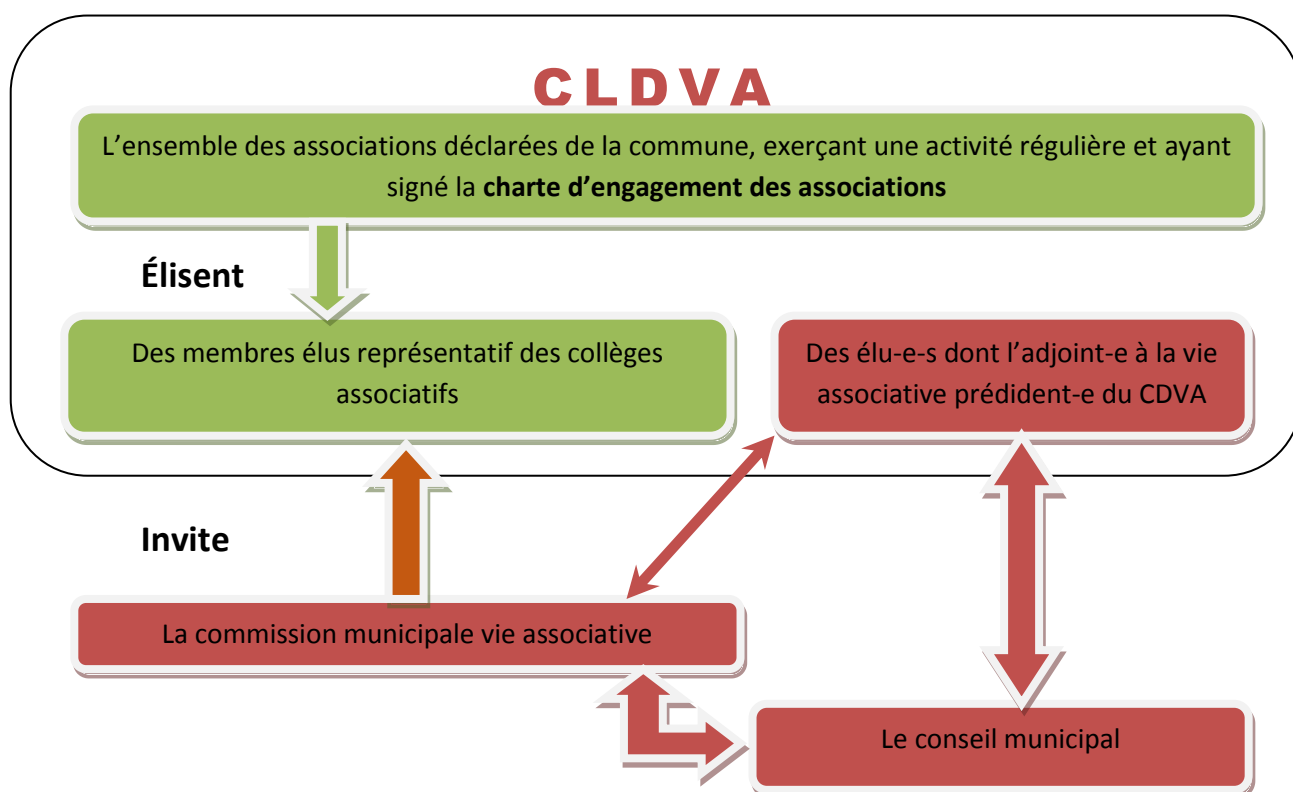 CLDVA
L'ensemble des associations déclarées de la commune, exerçant une activité régulière et ayant
signé la charte d'engagement des associations
Élisent
Des membres élus représentatif des collèges
associatifs
Des élu-e-s dont l'adjoint-e à la vie
associative prédident-e du CDVA
Invite
La commission municipale vie associative
Le conseil municipal